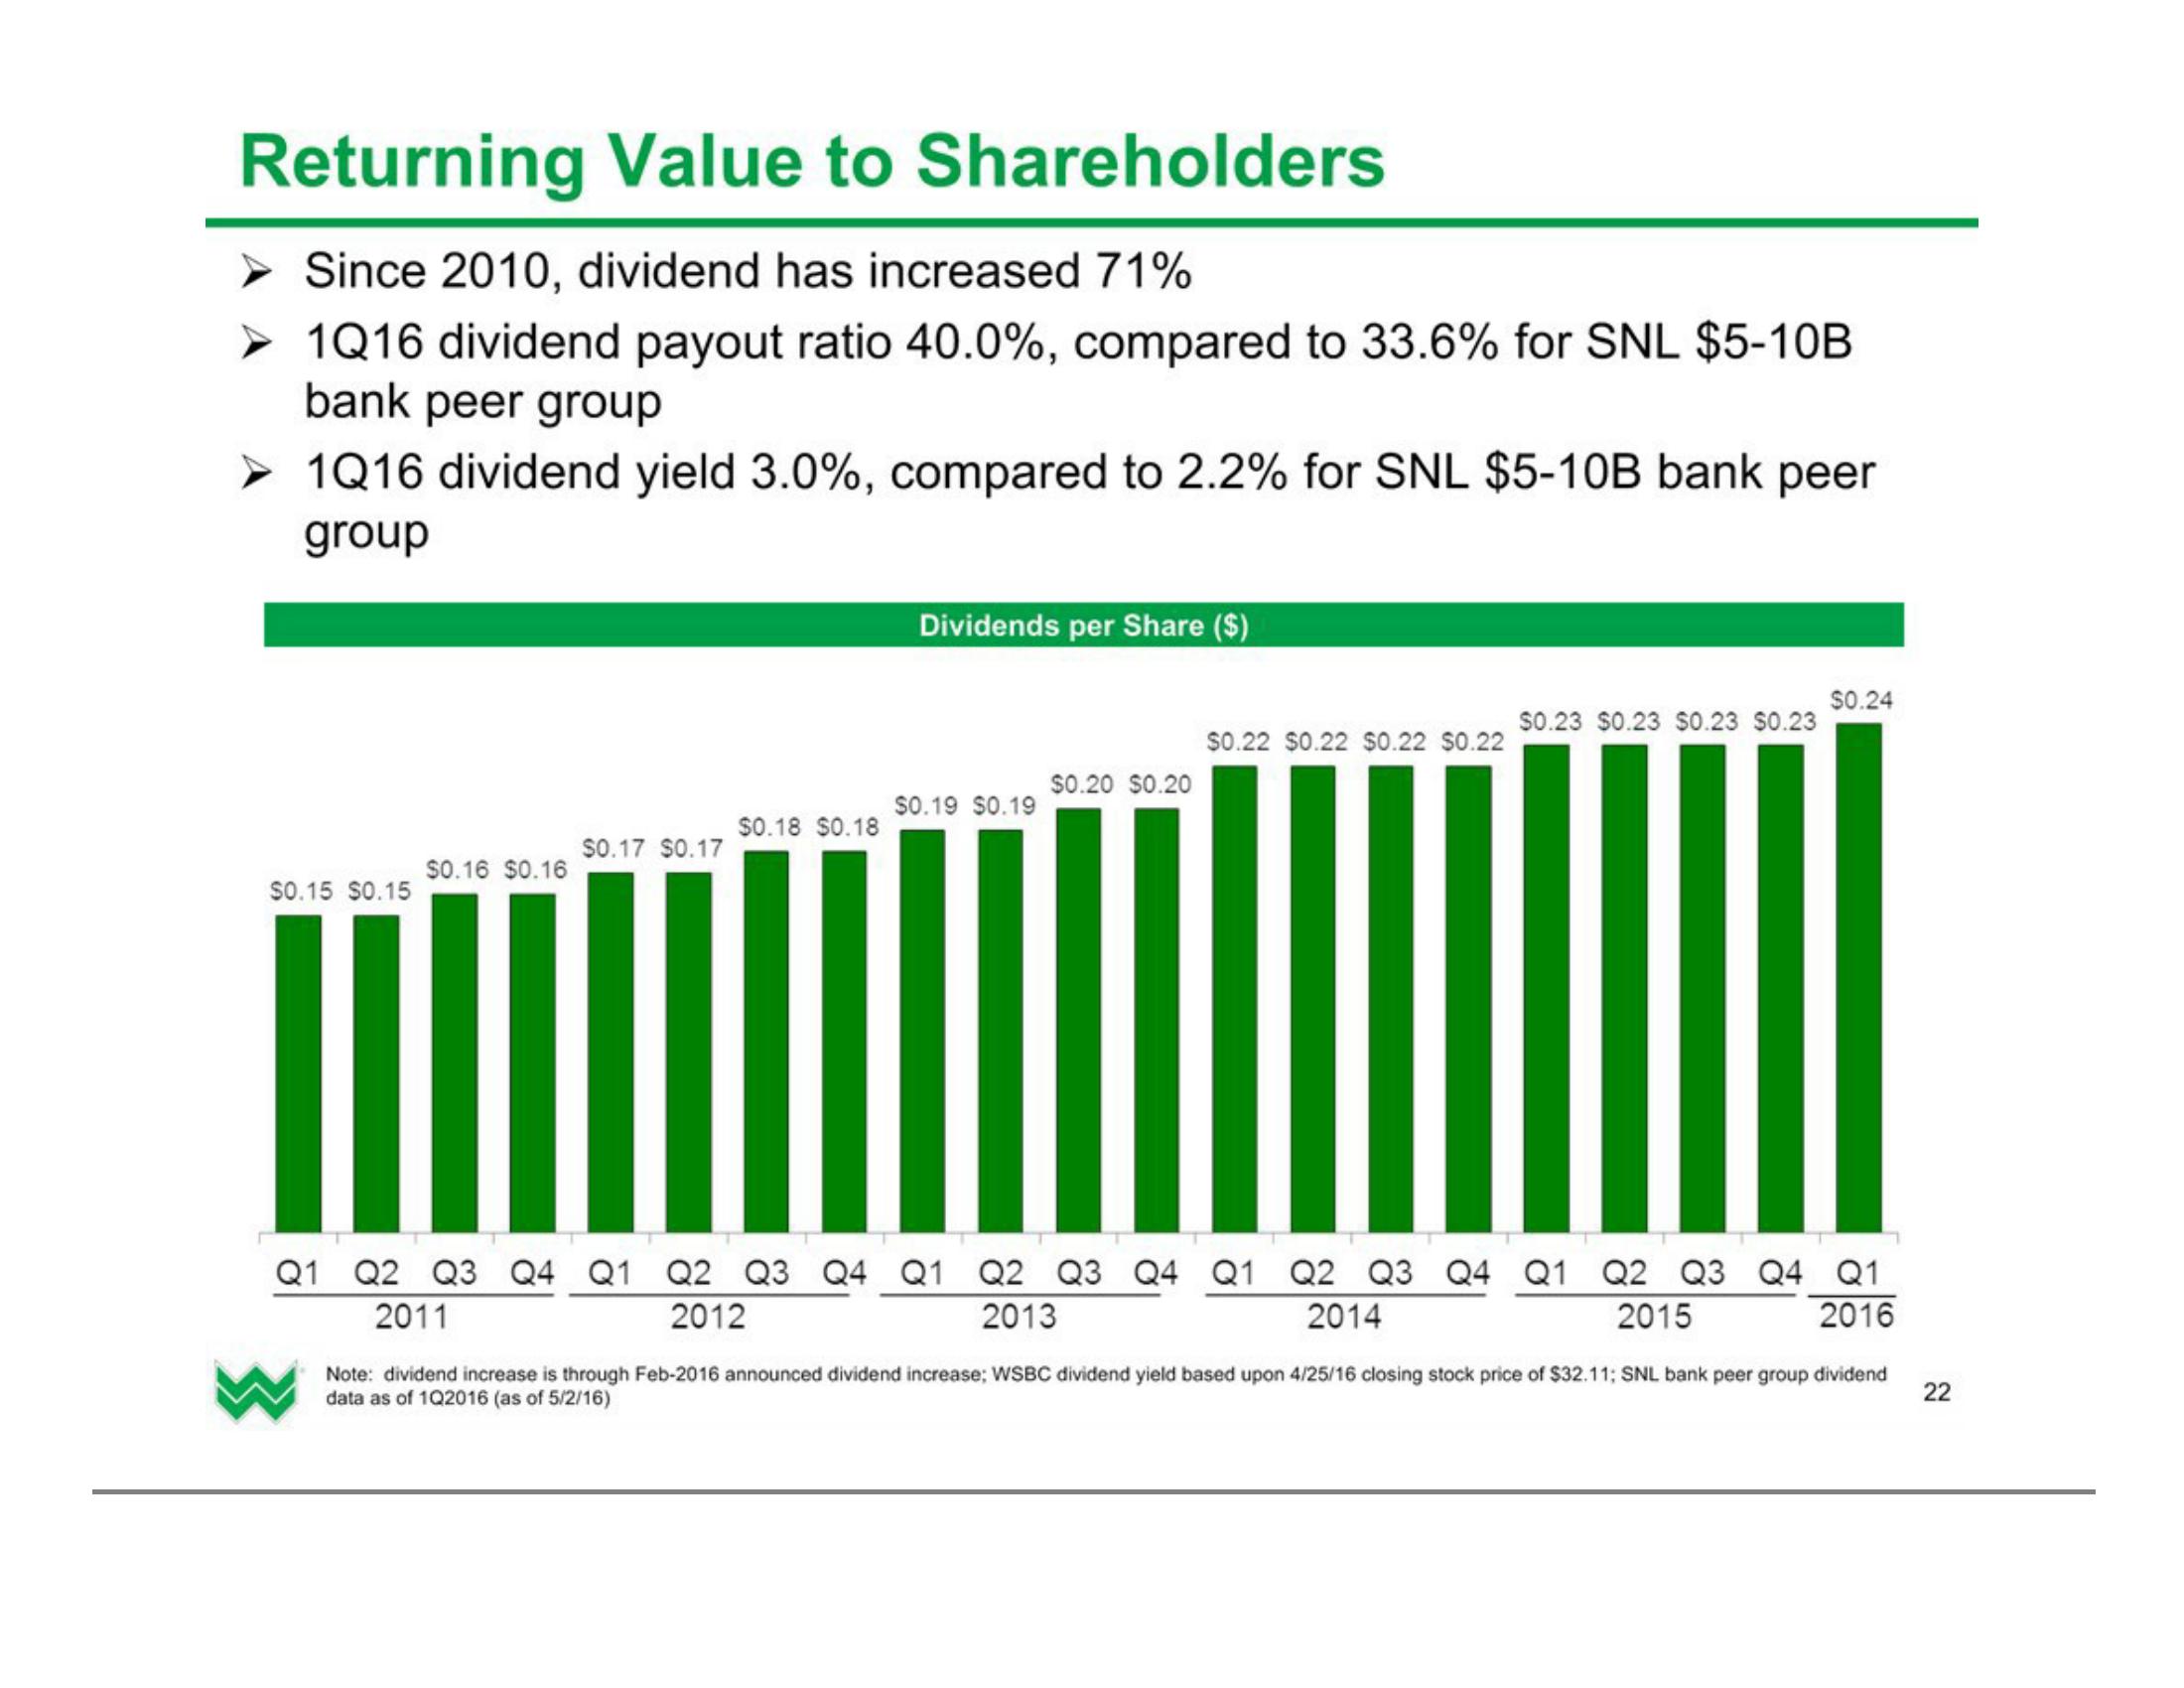 Returning Value to Shareholders
➢ Since 2010, dividend has increased 71%
➢ 1Q16 dividend payout ratio 40.0%, compared to 33.6% for SNL $5-10B
bank peer group
➢ 1Q16 dividend yield 3.0%, compared to 2.2% for SNL $5-10B bank peer
group
Dividends per Share ($)
$0.15 $0.15 $0.16 $0.16 $0.17 $0.17 $0.18 $0.18 $0.19 $0.19 $0.20 $0.20 $0.22 $0.22 $0.22 $0.22 $0.23 $0.23 $0.23 $0.23 $0.24
Q1 Q2 Q3 Q4 Q1 Q2 Q3 Q4 Q1 Q2 Q3 Q4 Q1 Q2 Q3 Q4 Q1 Q2 Q3 Q4 Q1
2011 2012 2013 2014 2015 2016
Note: dividend increase is through Feb-2016 announced dividend increase; WSBC dividend yield based upon 4/25/16 closing stock price of $32.11; SNL bank peer group dividend
data as of 1Q2016 (as of 5/2/16)
22